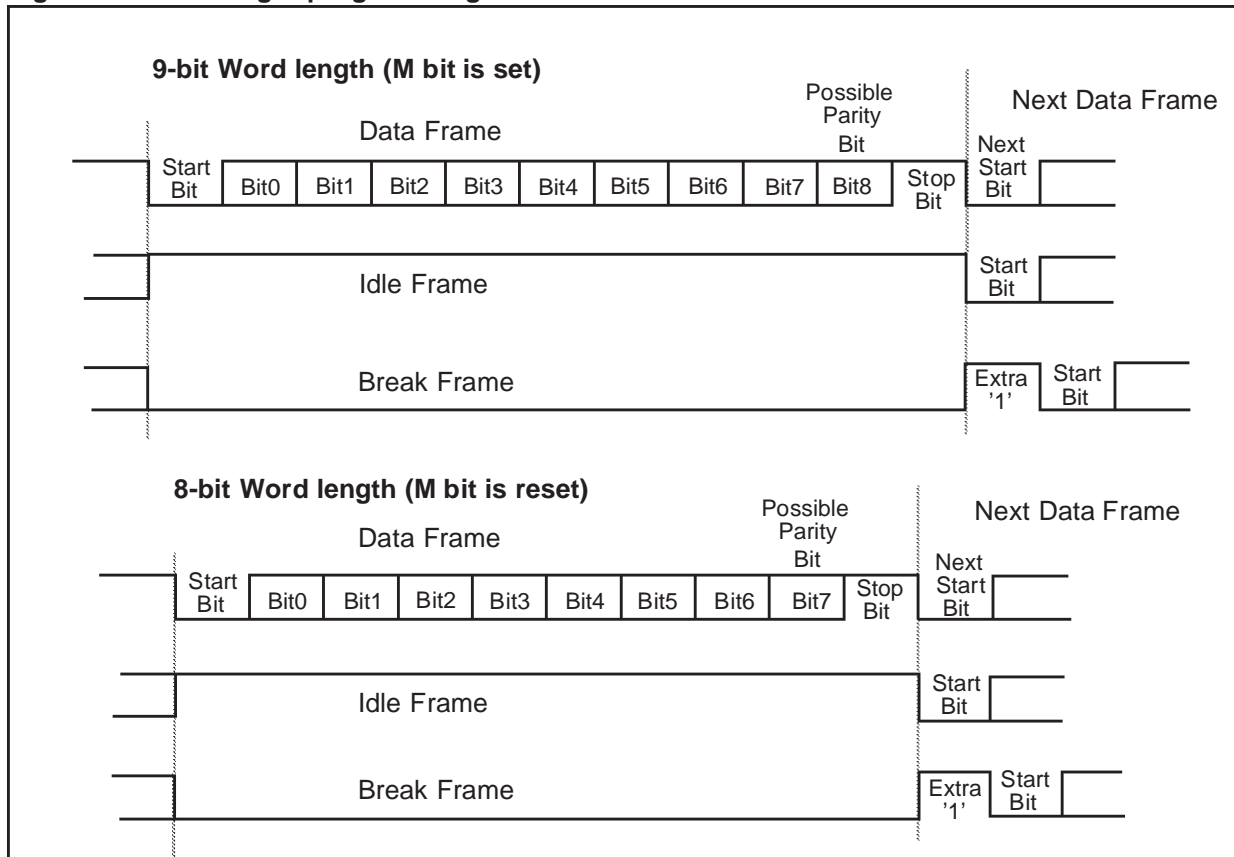 9-bit Word length (M bit is set)
Possible
Parity
Bit
Next Data Frame
Data Frame
Next
Start
Bit
Start
Bit
Bit0
Bit1
Bit2
Bit3
Bit4
Bit5
Bit6
Bit7
Bit8
Stop
Bit
Idle Frame
Start
Bit
Break Frame
Extra
’1’
Start
Bit
8-bit Word length (M bit is reset)
Possible
Parity
Bit
Next Data Frame
Data Frame
Next
Start
Bit
Start
Bit
Bit0
Bit1
Bit2
Bit3
Bit4
Bit5
Bit6
Bit7
Stop
Bit
Idle Frame
Start
Bit
Break Frame
Extra
’1’
Start
Bit